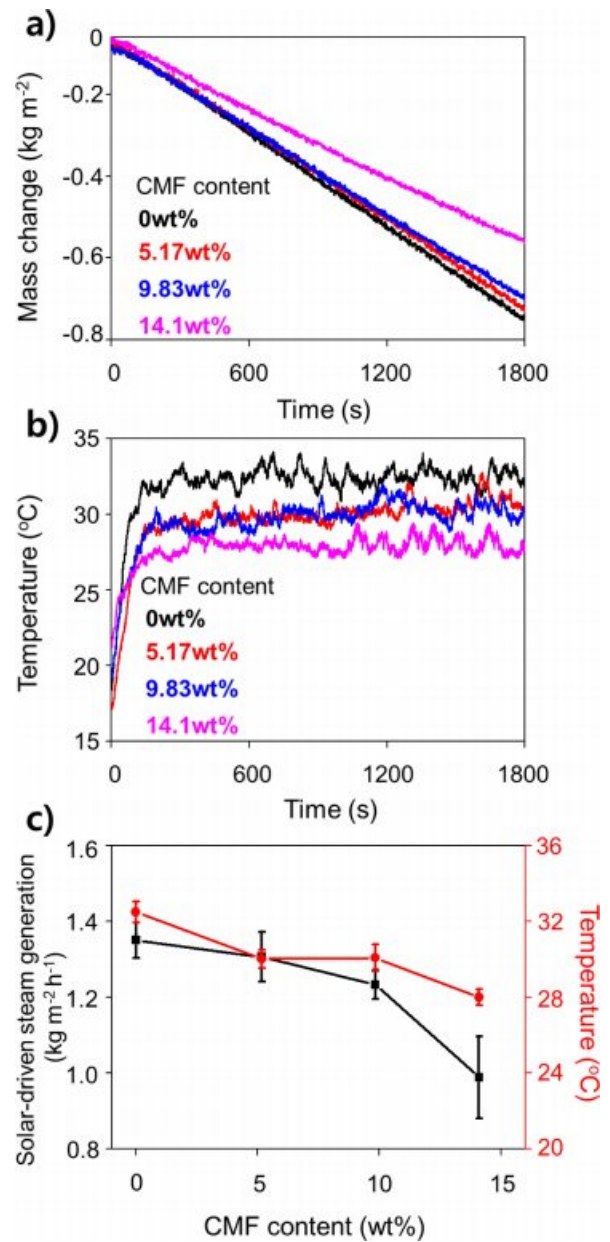 a)
0
-0.2
-0.4
-0.6
-0.8
Mass change (kg m⁻²)
CMF content
0wt%
5.17wt%
9.83wt%
14.1wt%
0
600
1200
1800
Time (s)
b)
35
30
25
20
15
Temperature (°C)
CMF content
0wt%
5.17wt%
9.83wt%
14.1wt%
0
600
1200
1800
Time (s)
c)
1.6
1.4
1.2
1.0
0.8
Solar-driven steam generation
(kg m⁻² h⁻¹)
36
32
28
24
20
Temperature
(°C)
0
5
10
15
CMF content (wt%)